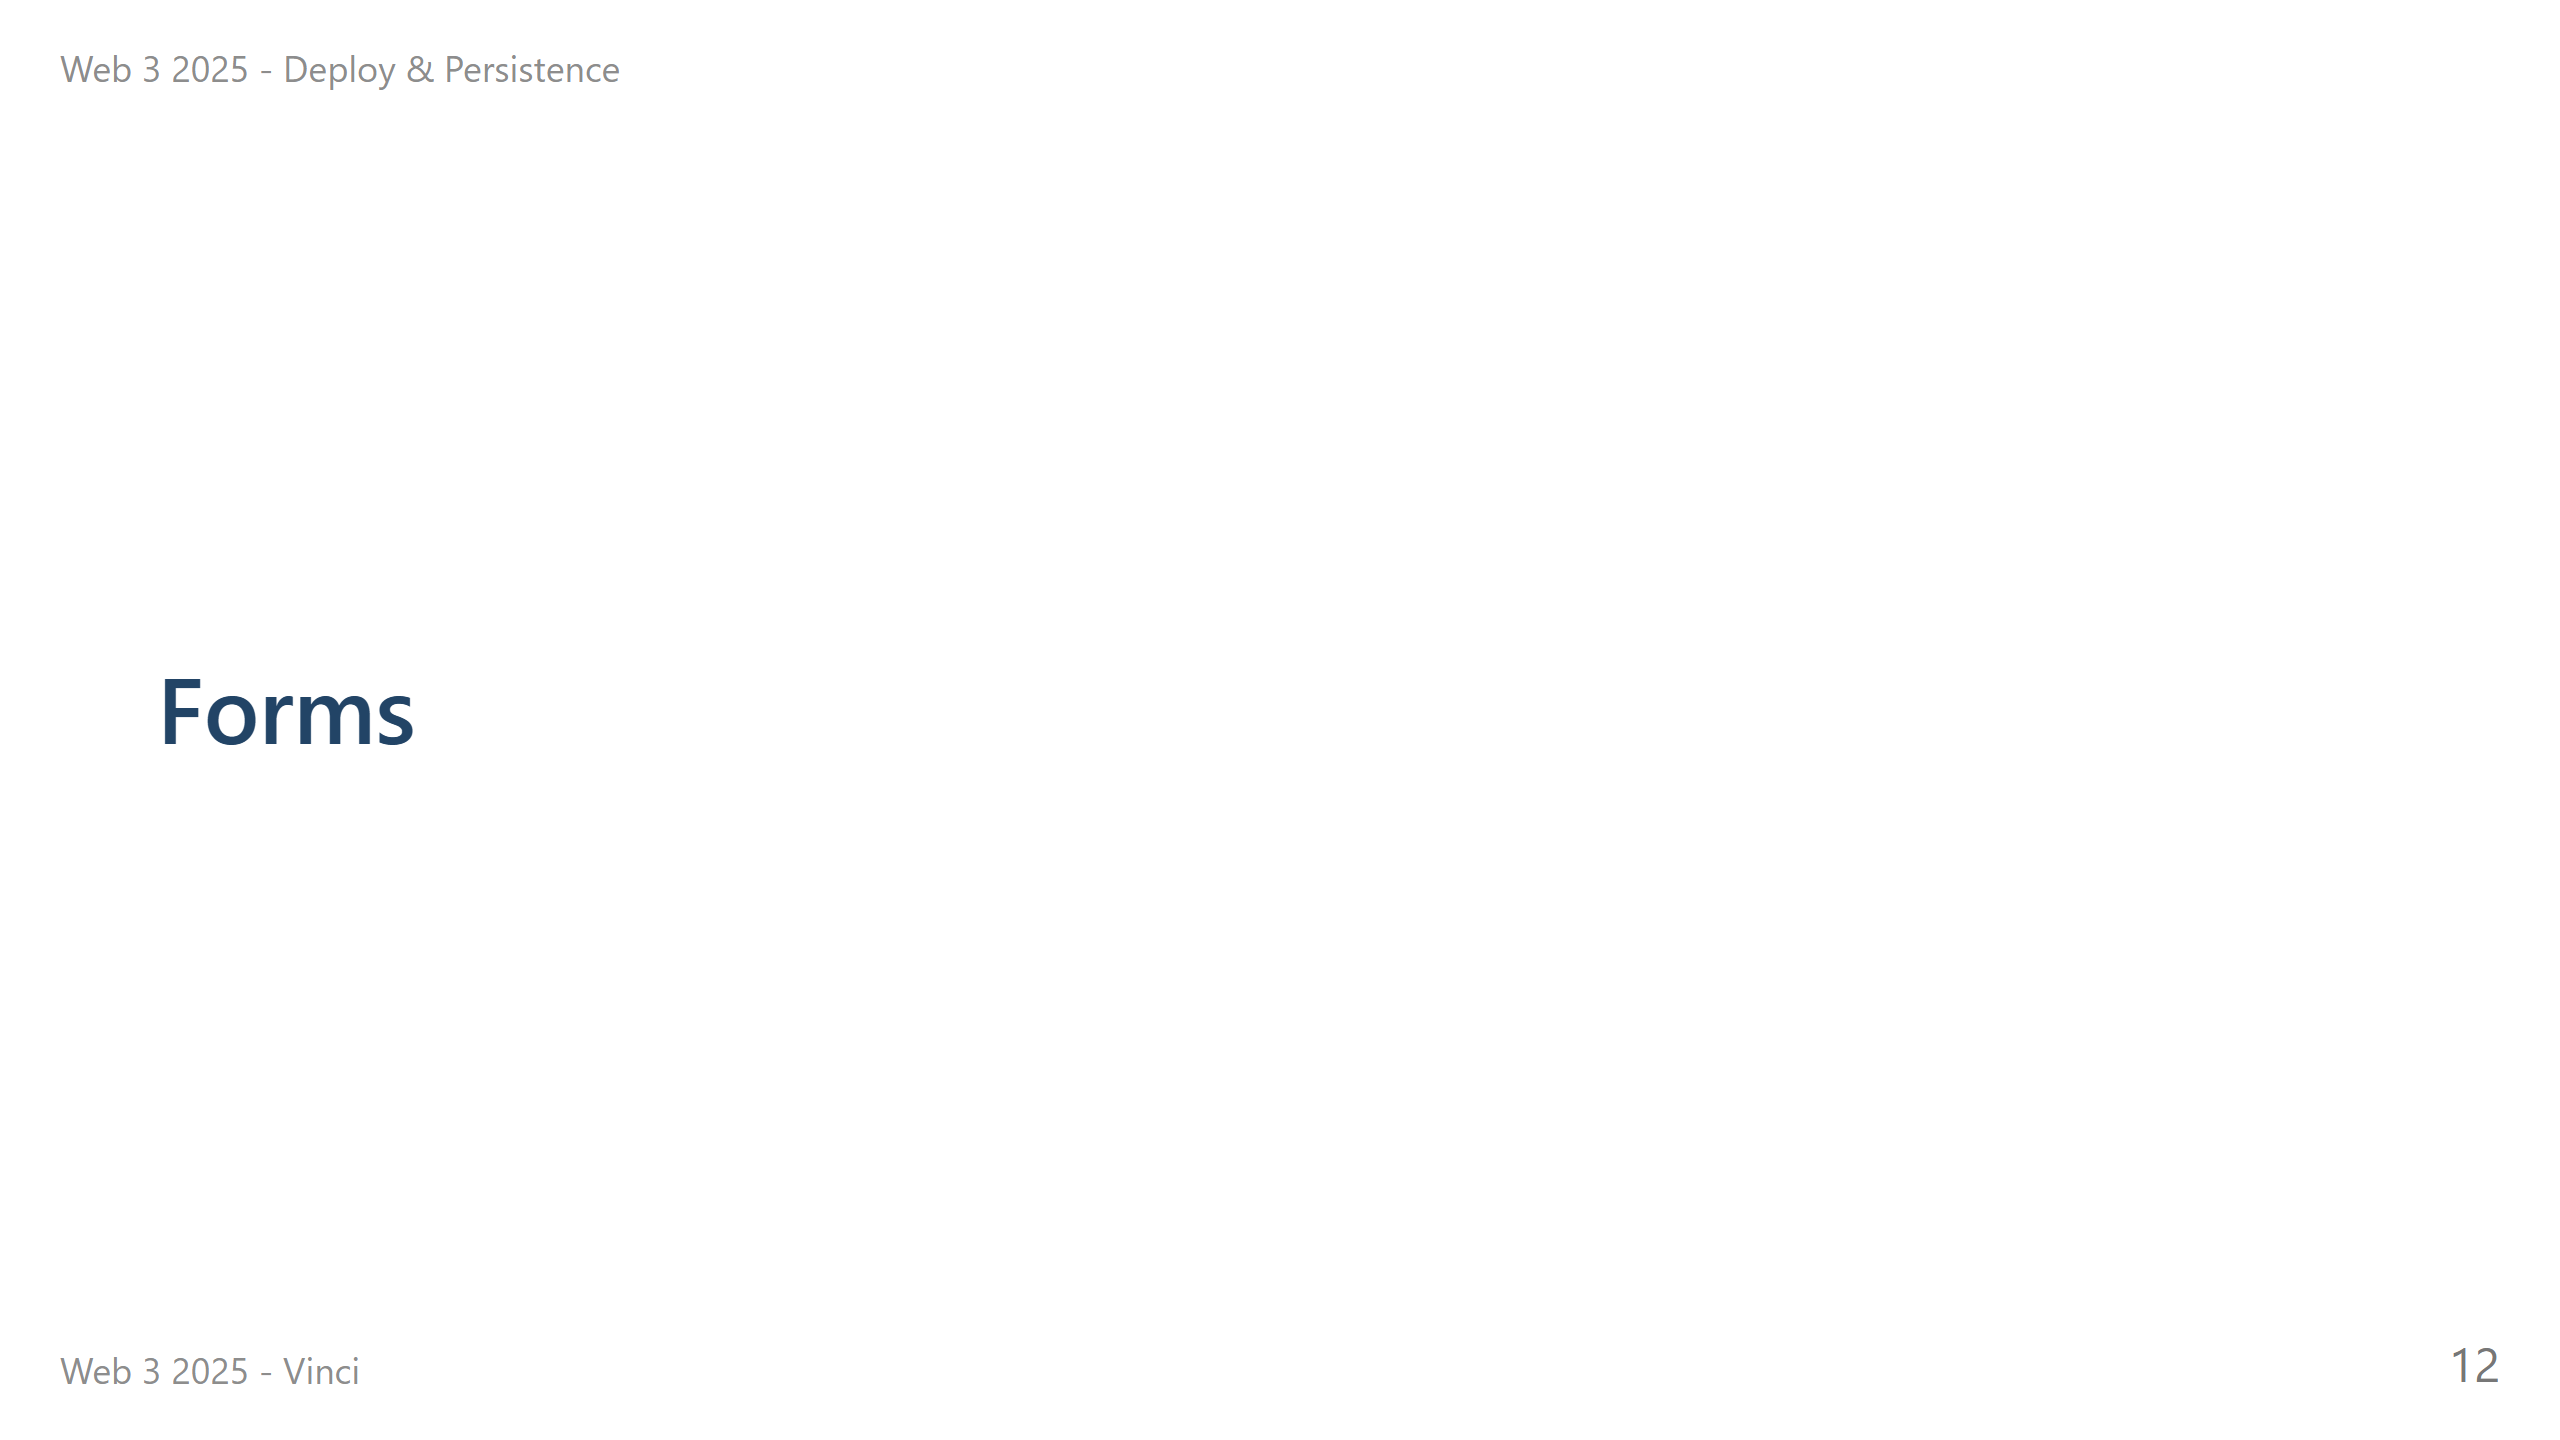 Web 3 2025 - Deploy & Persistence
Forms
Web 3 2025 - Vinci
12